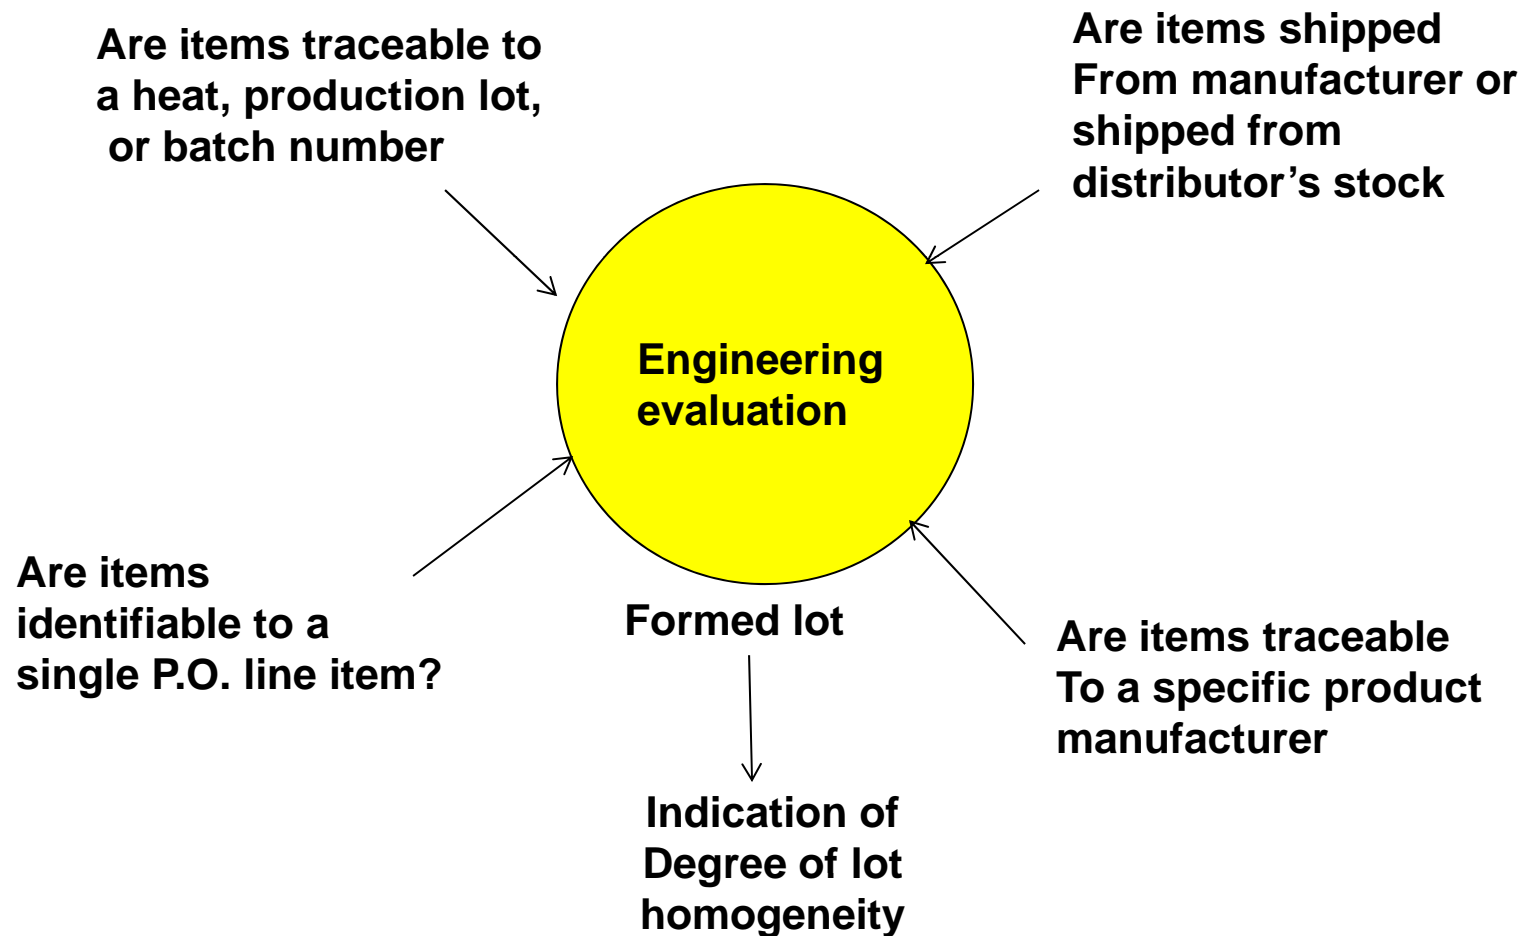 Are items traceable to
a heat, production lot,
or batch number
Are items shipped
From manufacturer or
shipped from
distributor’s stock
Engineering
evaluation
Are items
identifiable to a
single P.O. line item?
Formed lot
Are items traceable
To a specific product
manufacturer
Indication of
Degree of lot
homogeneity